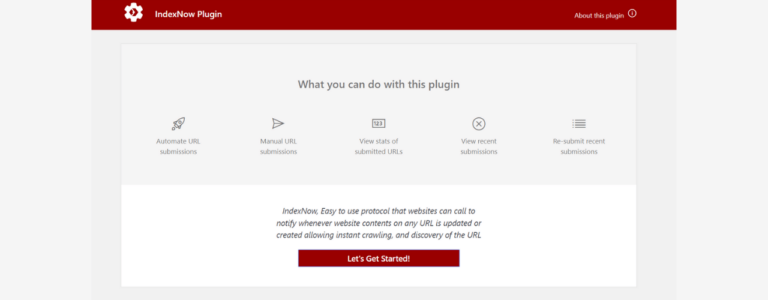 IndexNow Plugin
About this plugin
What you can do with this plugin
123
Automate URL
submissions
Manual URL
submissions
View stats of
submitted URLs
View recent
submissions
Re-submit recent
submissions
IndexNow, Easy to use protocol that websites can call to
notify whenever website contents on any URL is updated or
created allowing instant crawling, and discovery of the URL
Let's Get Started!